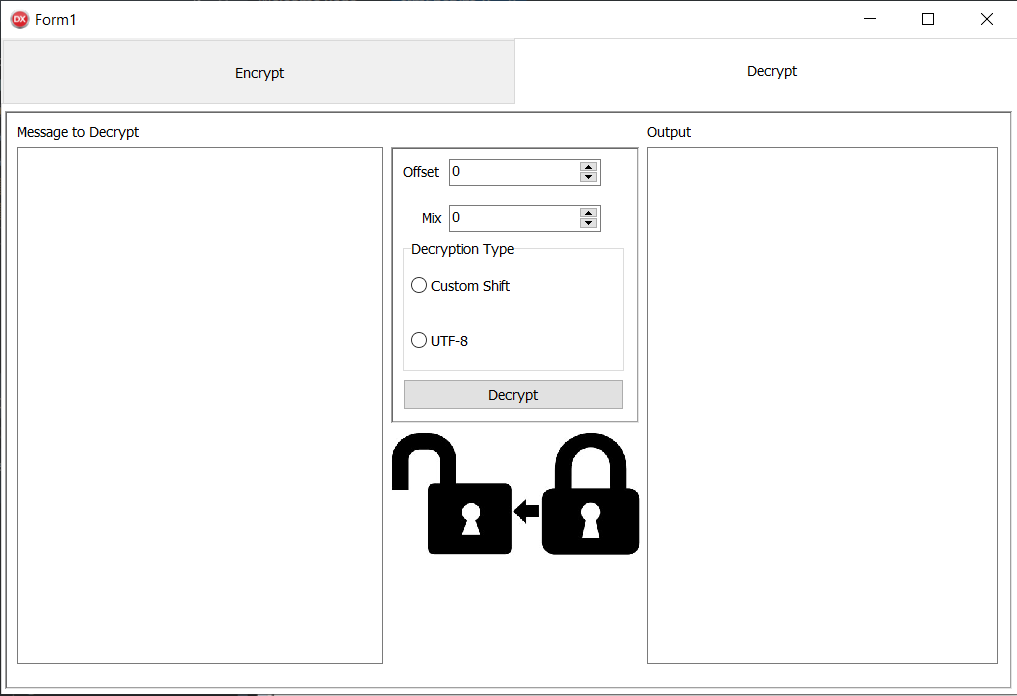 DX Form1
Encrypt
Decrypt
Message to Decrypt
Output
Offset 0
Mix 0
Decryption Type
Custom Shift
UTF-8
Decrypt